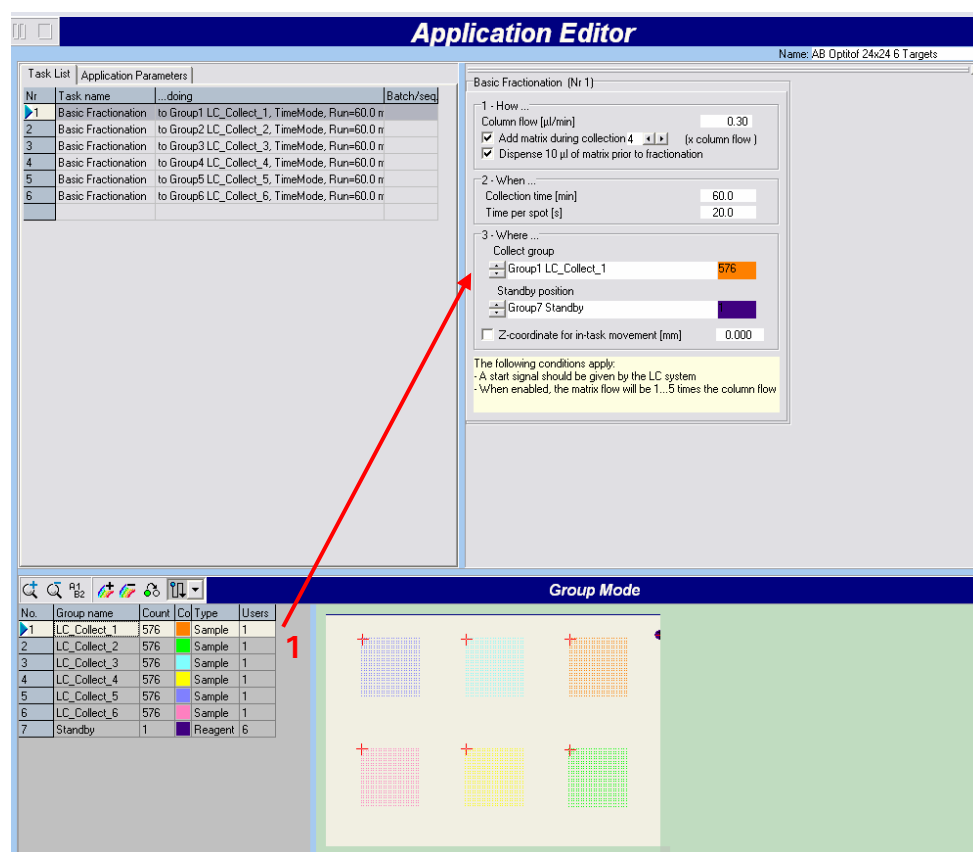 Application Editor
Name: AB Optitof 24x24 6 Targets
Task List Application Parameters
Nr Task name ...doing Batch/seq.
1 Basic Fractionation to Group1 LC_Collect_1, TimeMode, Run=60.0 m
2 Basic Fractionation to Group2 LC_Collect_2, TimeMode, Run=60.0 m
3 Basic Fractionation to Group3 LC_Collect_3, TimeMode, Run=60.0 m
4 Basic Fractionation to Group4 LC_Collect_4, TimeMode, Run=60.0 m
5 Basic Fractionation to Group5 LC_Collect_5, TimeMode, Run=60.0 m
6 Basic Fractionation to Group6 LC_Collect_6, TimeMode, Run=60.0 m
Basic Fractionation (Nr 1)
1 - How ...
Column flow [µl/min] 0.30
Add matrix during collection 4 (x column flow )
Dispense 10 µl of matrix prior to fractionation
2 - When ...
Collection time [min] 60.0
Time per spot [s] 20.0
3 - Where ...
Collect group
Group1 LC_Collect_1 576
Standby position
Group7 Standby 1
Z-coordinate for in-task movement [mm] 0.000
The following conditions apply:
- A start signal should be given by the LC system
- When enabled, the matrix flow will be 1...5 times the column flow
A1 B2
Group Mode
No. Group name Count Co Type Users
1 LC_Collect_1 576 Sample 1
2 LC_Collect_2 576 Sample 1
3 LC_Collect_3 576 Sample 1
4 LC_Collect_4 576 Sample 1
5 LC_Collect_5 576 Sample 1
6 LC_Collect_6 576 Sample 1
7 Standby 1 Reagent 6
1